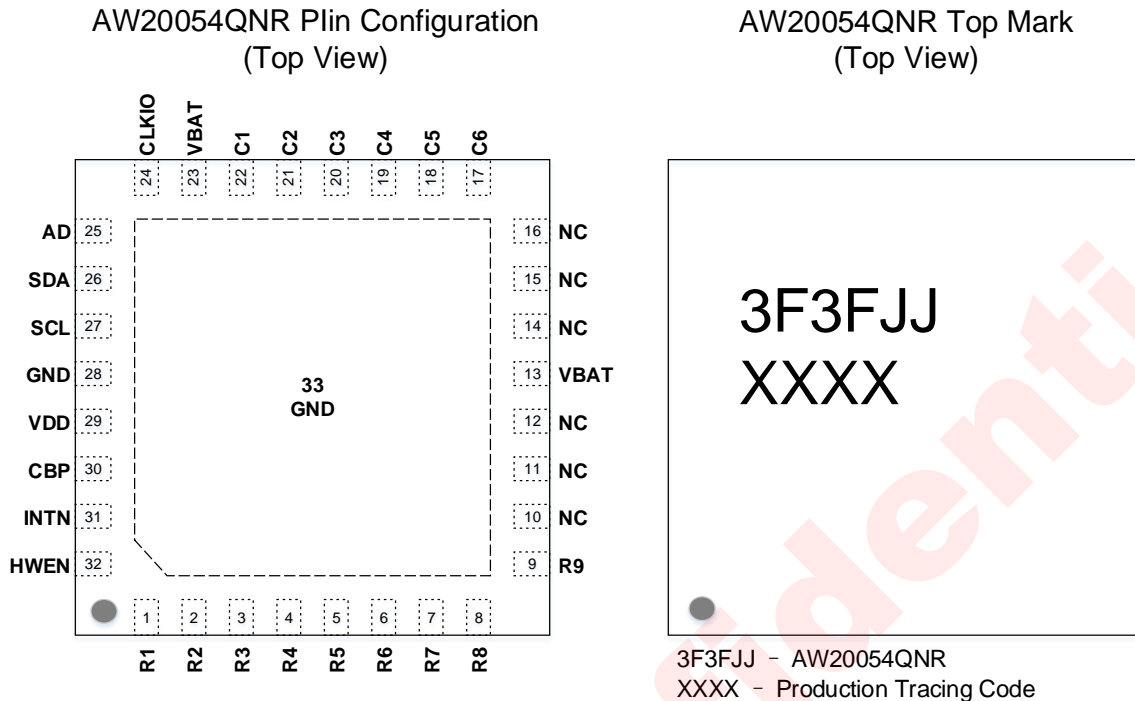 AW20054QNR PIin Configuration
(Top View)
AW20054QNR Top Mark
(Top View)
CLKIO
VBAT
C1
C2
C3
C4
C5
C6
24
23
22
21
20
19
18
17
AD 25
SDA 26
SCL 27
GND 28
VDD 29
CBP 30
INTN 31
HWEN 32
33
GND
16 NC
15 NC
14 NC
13 VBAT
12 NC
11 NC
10 NC
9 R9
1
2
3
4
5
6
7
8
R1
R2
R3
R4
R5
R6
R7
R8
3F3FJJ
XXXX
3F3FJJ - AW20054QNR
XXXX - Production Tracing Code
fidenti